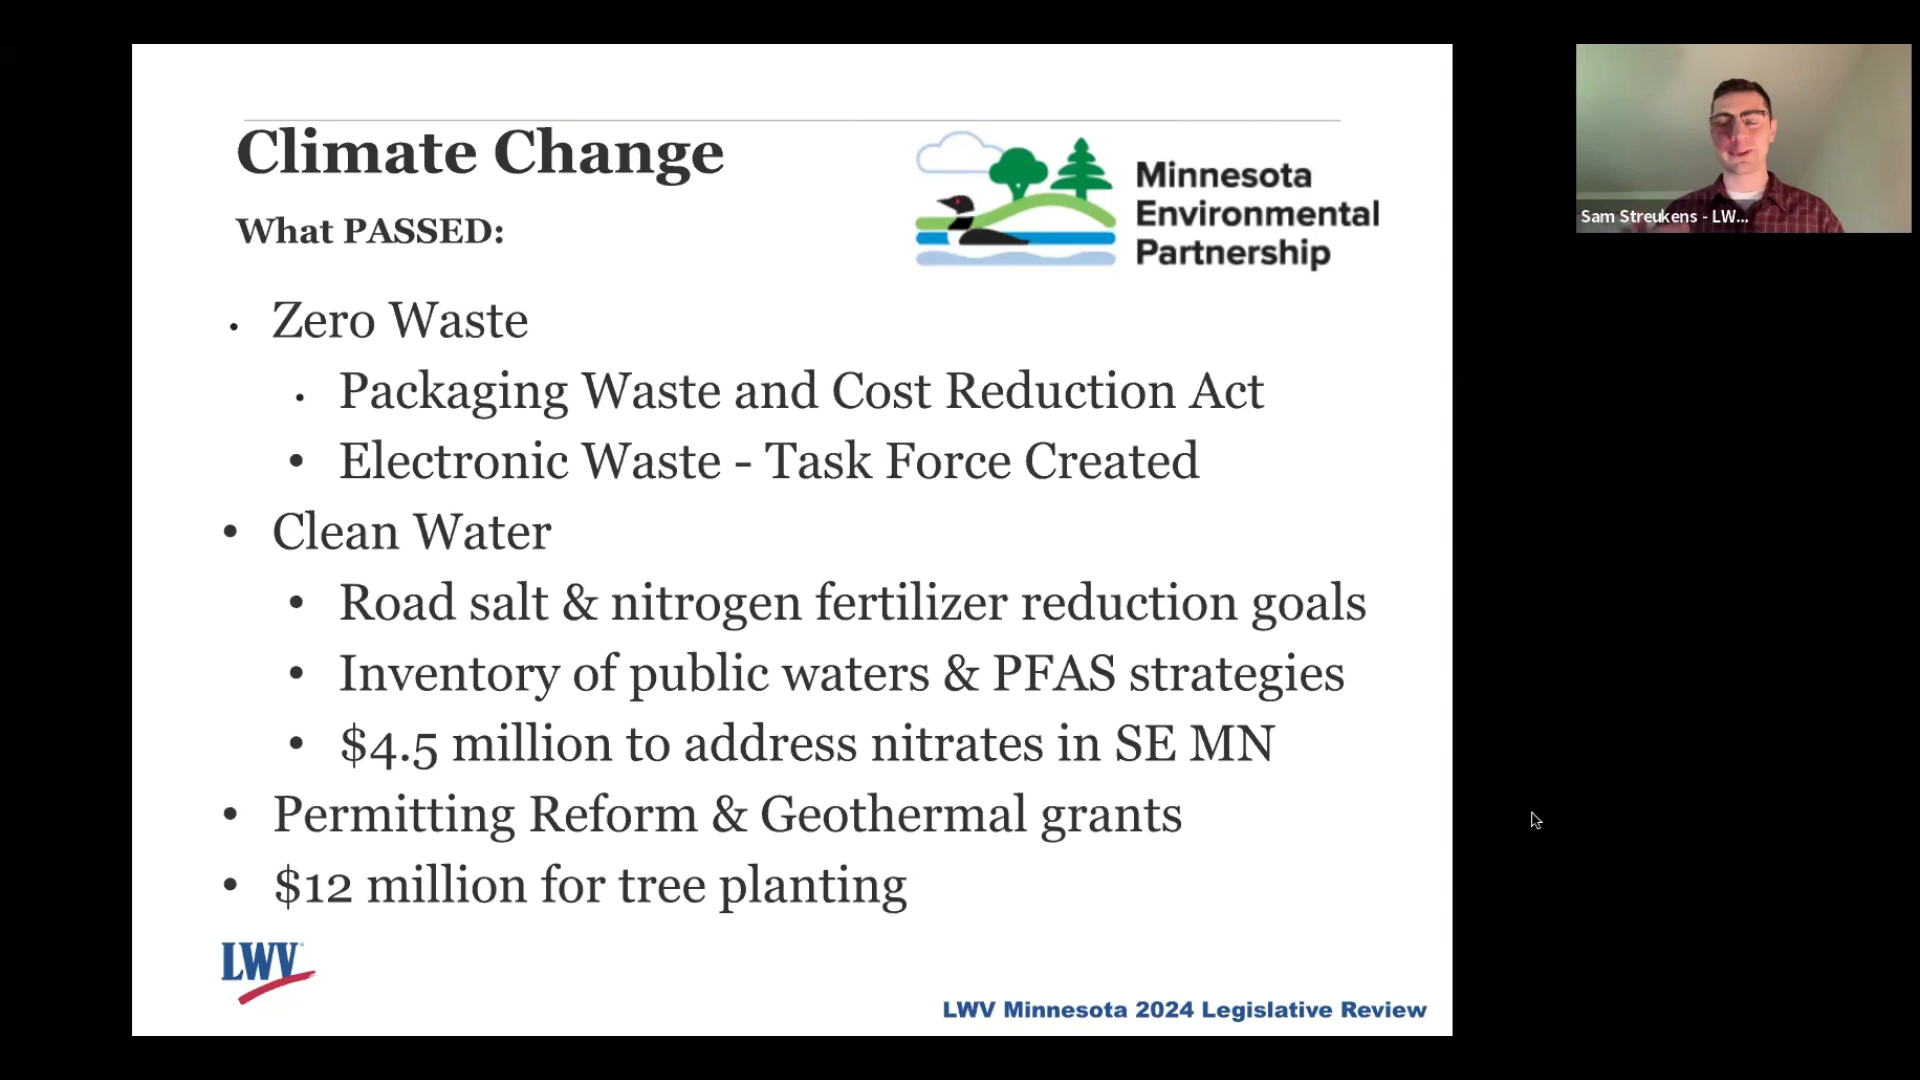 Climate Change
What PASSED:
Minnesota
Environmental
Partnership
• Zero Waste
• Packaging Waste and Cost Reduction Act
• Electronic Waste - Task Force Created
• Clean Water
• Road salt & nitrogen fertilizer reduction goals
• Inventory of public waters & PFAS strategies
• $4.5 million to address nitrates in SE MN
• Permitting Reform & Geothermal grants
• $12 million for tree planting
LWV
LWV Minnesota 2024 Legislative Review
Sam Streukens - LW...